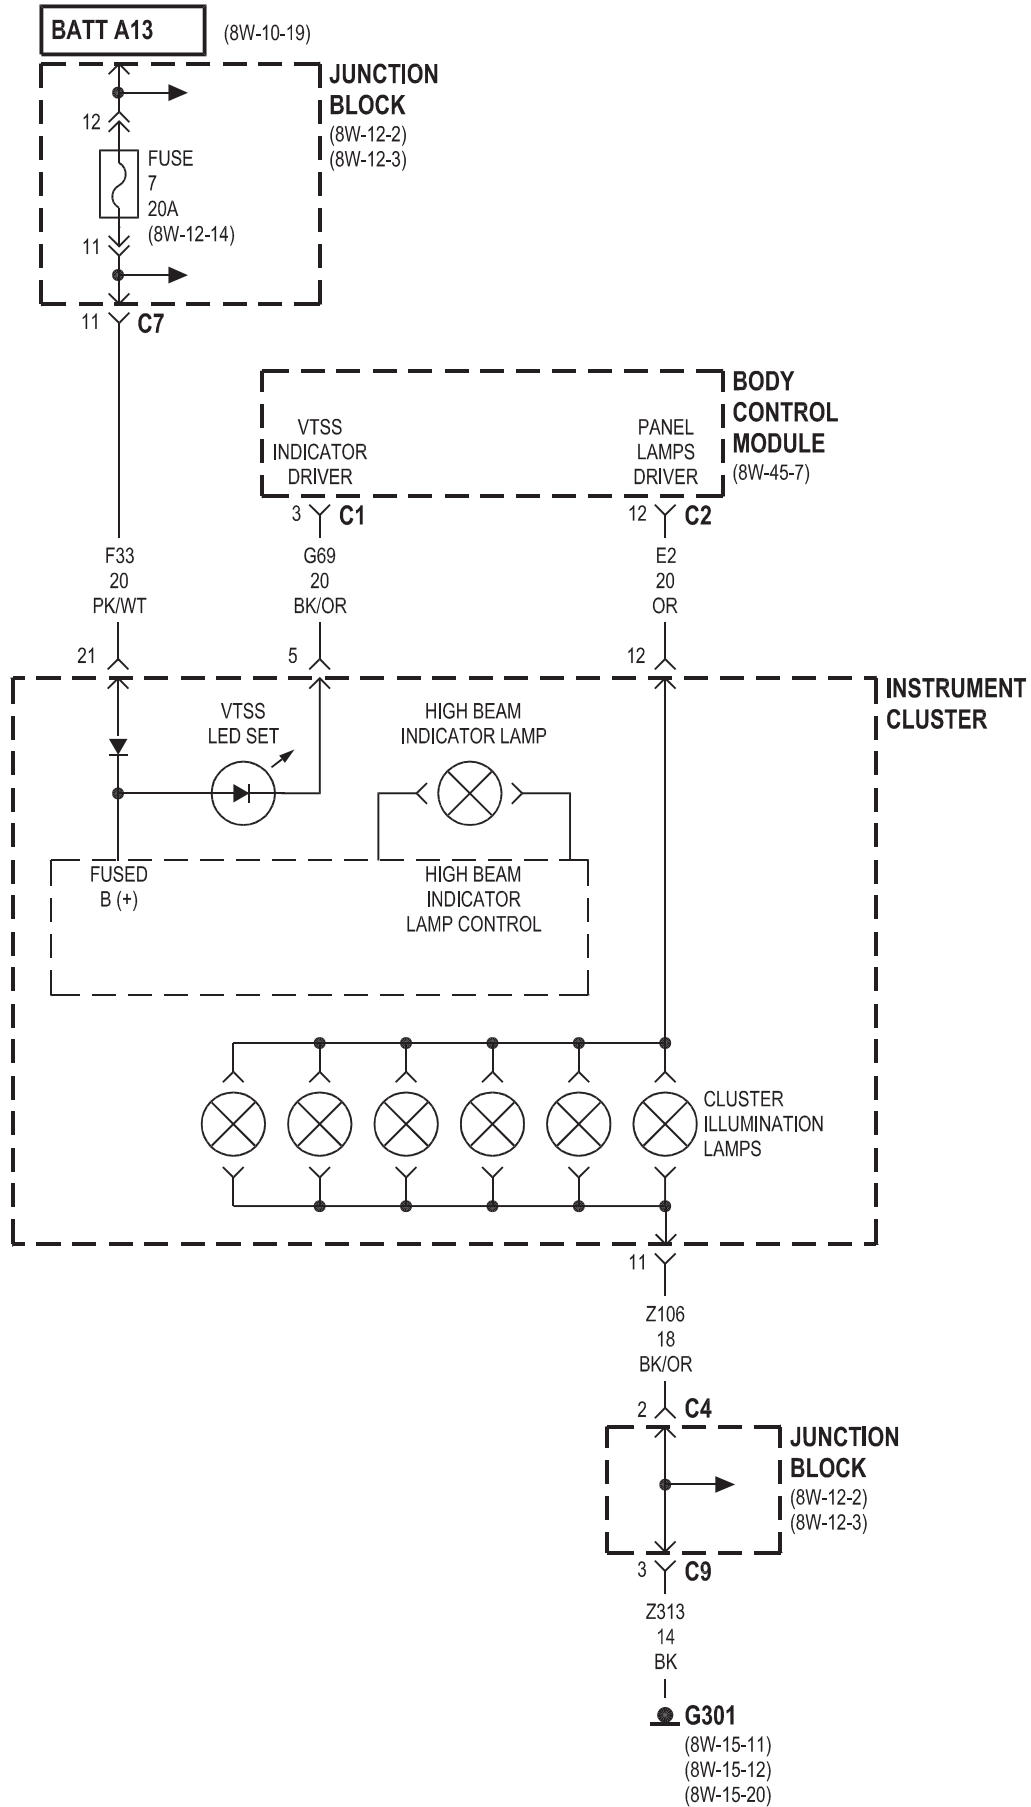 BATT A13
(8W-10-19)
JUNCTION
BLOCK
(8W-12-2)
(8W-12-3)
12
FUSE
7
20A
(8W-12-14)
11
11
C7
BODY
CONTROL
MODULE
(8W-45-7)
VTSS
INDICATOR
DRIVER
PANEL
LAMPS
DRIVER
3
C1
12
C2
F33
20
PK/WT
G69
20
BK/OR
E2
20
OR
21
5
12
INSTRUMENT
CLUSTER
VTSS
LED SET
HIGH BEAM
INDICATOR LAMP
FUSED
B (+)
HIGH BEAM
INDICATOR
LAMP CONTROL
CLUSTER
ILLUMINATION
LAMPS
11
Z106
18
BK/OR
2
C4
JUNCTION
BLOCK
(8W-12-2)
(8W-12-3)
3
C9
Z313
14
BK
G301
(8W-15-11)
(8W-15-12)
(8W-15-20)